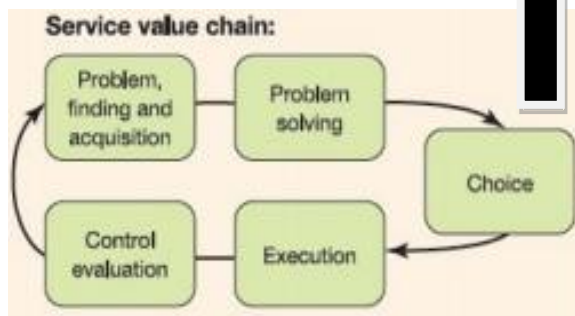 Service value chain:
Problem,
finding and
acquisition
Problem
solving
Choice
Control
evaluation
Execution